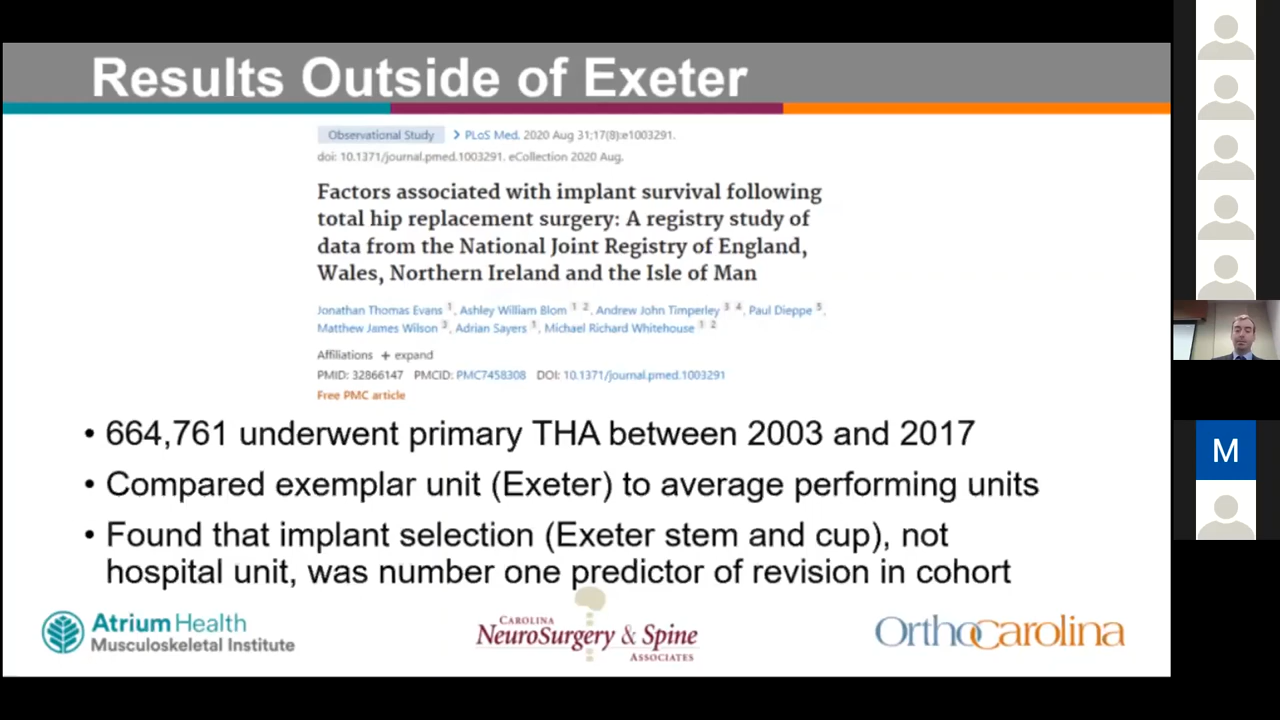 Results Outside of Exeter
Observational Study > PLoS Med. 2020 Aug 31;17(8):e1003291.
doi: 10.1371/journal.pmed.1003291. eCollection 2020 Aug.
Factors associated with implant survival following
total hip replacement surgery: A registry study of
data from the National Joint Registry of England,
Wales, Northern Ireland and the Isle of Man
Jonathan Thomas Evans 1, Ashley William Blom 1 2, Andrew John Timperley 3 4, Paul Dieppe 5,
Matthew James Wilson 3, Adrian Sayers 1, Michael Richard Whitehouse 1 2
Affiliations + expand
PMID: 32866147 PMCID: PMC7458308 DOI: 10.1371/journal.pmed.1003291
Free PMC article
• 664,761 underwent primary THA between 2003 and 2017
• Compared exemplar unit (Exeter) to average performing units
• Found that implant selection (Exeter stem and cup), not
hospital unit, was number one predictor of revision in cohort
Atrium Health
Musculoskeletal Institute
CAROLINA
NEUROSURGERY & SPINE
ASSOCIATES
OrthoCarolina
M